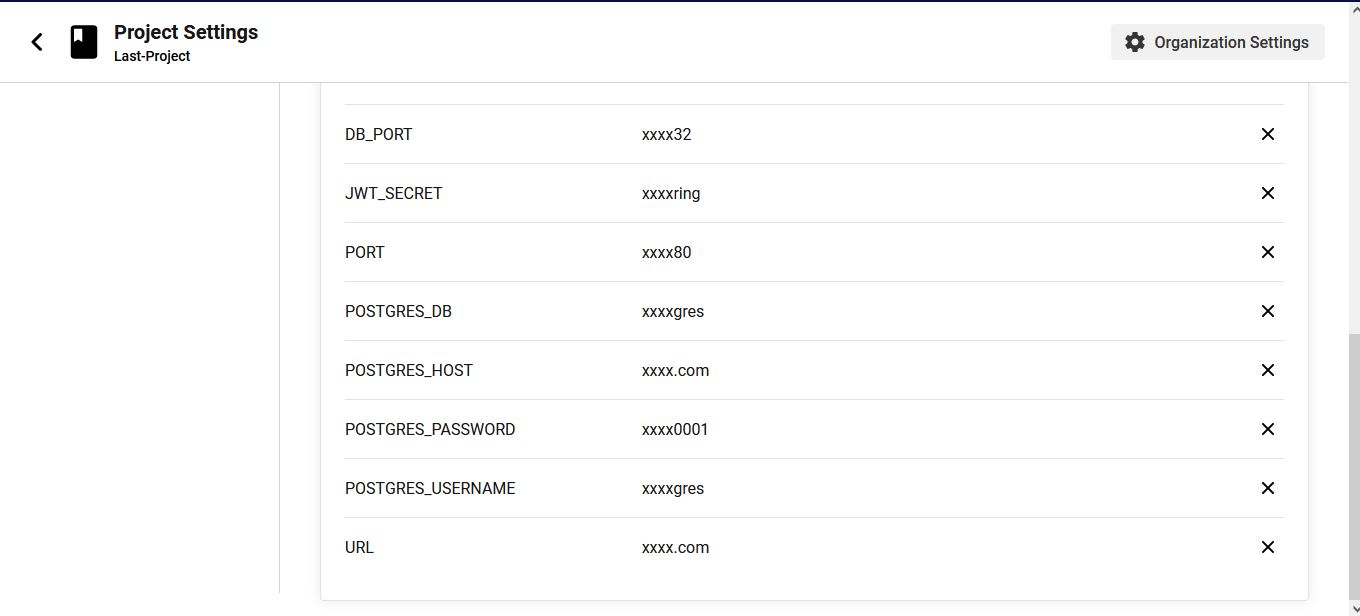 Project Settings
Last-Project
Organization Settings
DB_PORT xxxx32
JWT_SECRET xxxxring
PORT xxxx80
POSTGRES_DB xxxxgres
POSTGRES_HOST xxxx.com
POSTGRES_PASSWORD xxxx0001
POSTGRES_USERNAME xxxxgres
URL xxxx.com